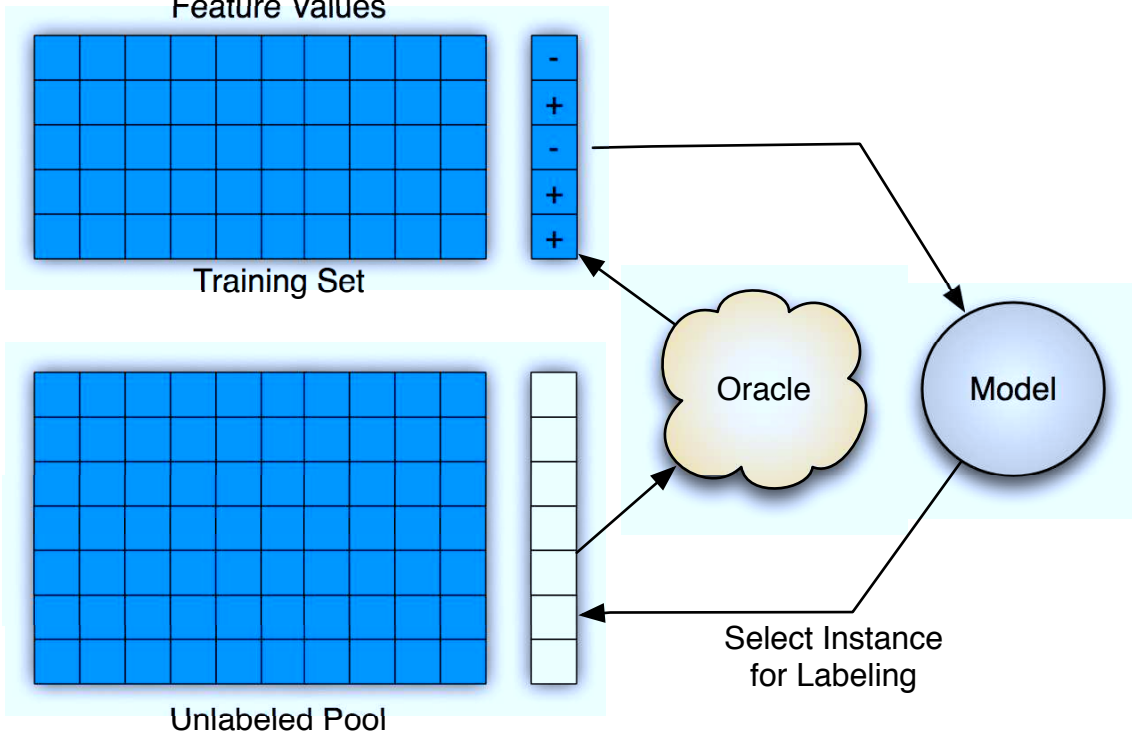 Feature Values
-
+
-
+
+
Training Set
Oracle
Model
Select Instance
for Labeling
Unlabeled Pool